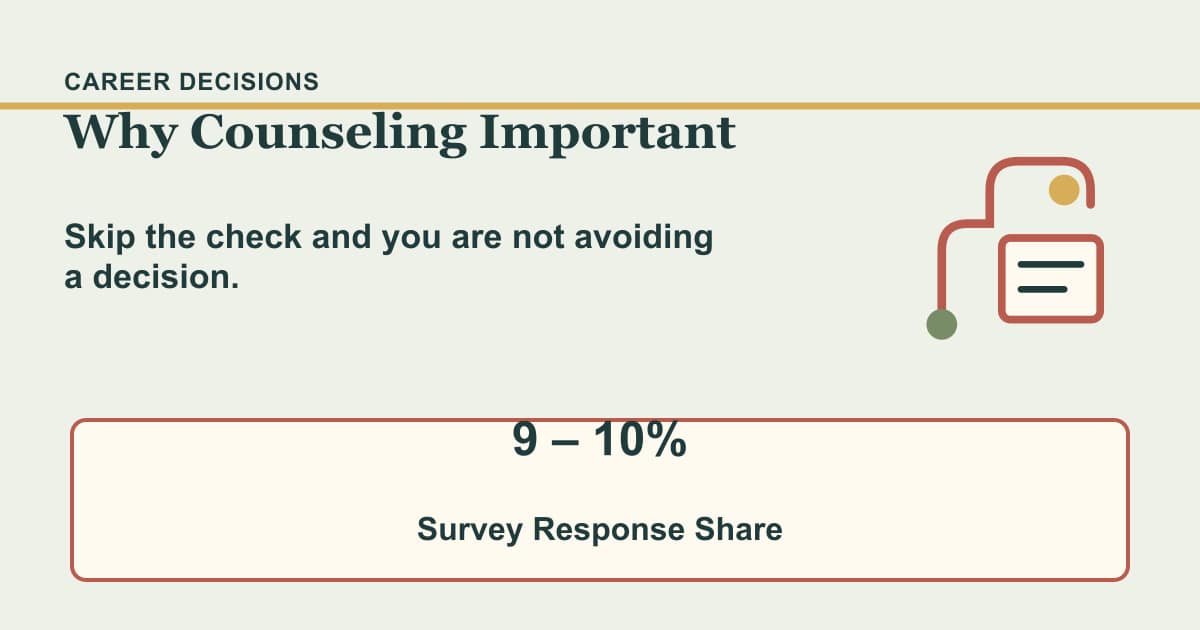 CAREER DECISIONS
Why Counseling Important
Skip the check and you are not avoiding
a decision.
9 – 10%
Survey Response Share